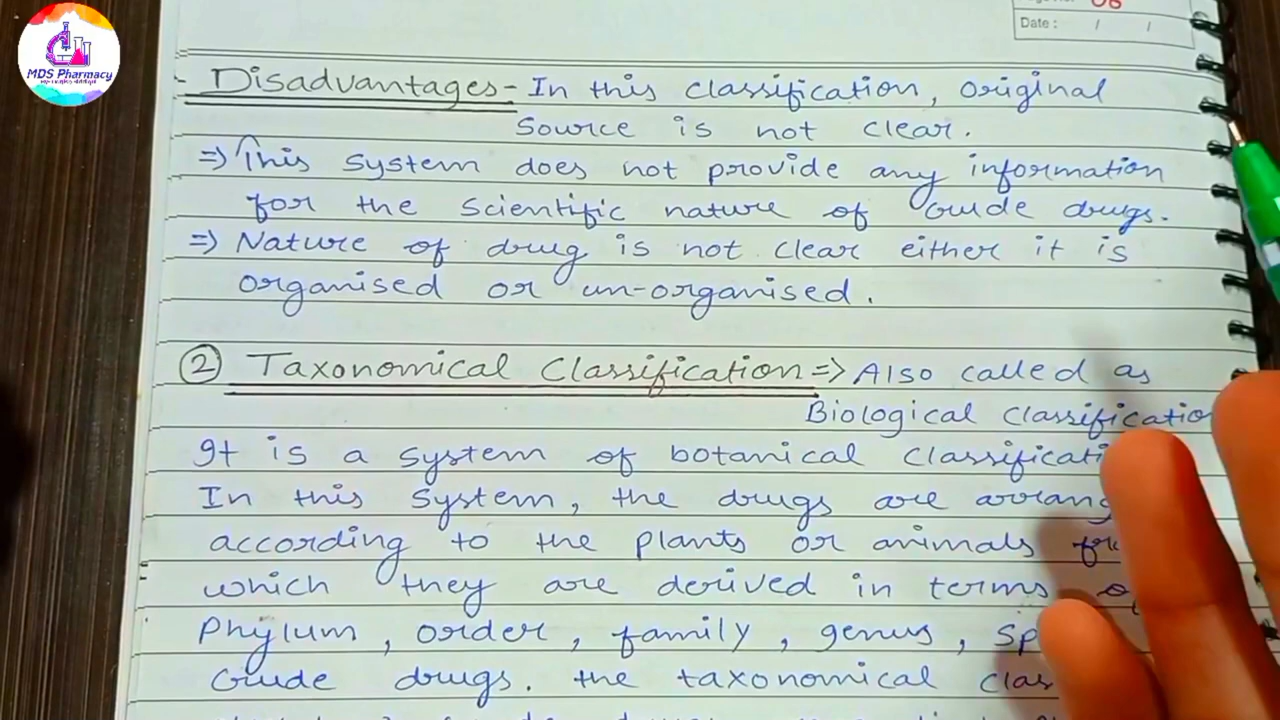 06
Date : / /
MDS Pharmacy
Disadvantages - In this classification, original
source is not clear.
=> This system does not provide any information
for the scientific nature of crude drugs.
=> Nature of drug is not clear either it is
organised or un-organised.
② Taxonomical Classification => Also called as
Biological classificatio
It is a system of botanical classificati
In this system, the drugs are arrang
according to the plants or animals
which they are derived in terms
Phylum, order, family, genus, sp
crude drugs. the taxonomical clas